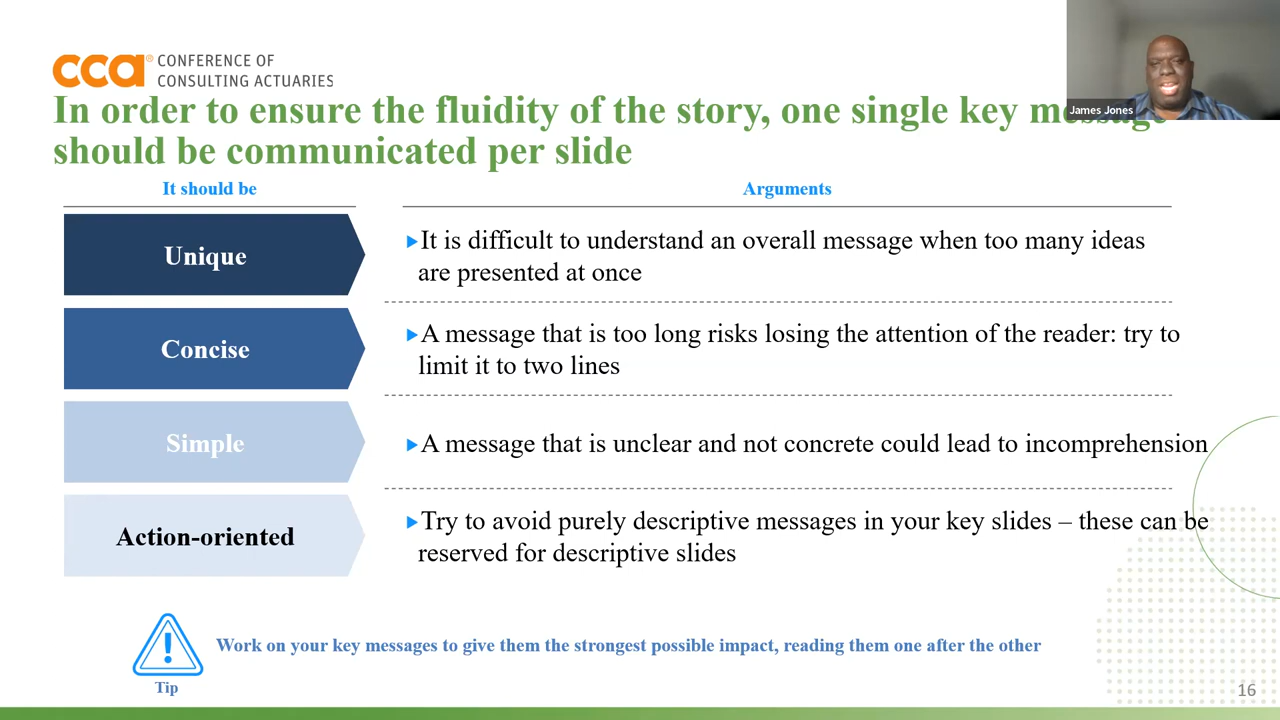 cca® CONFERENCE OF
CONSULTING ACTUARIES
James Jones
In order to ensure the fluidity of the story, one single key message
should be communicated per slide
It should be
Arguments
Unique
▶It is difficult to understand an overall message when too many ideas
are presented at once
Concise
▶A message that is too long risks losing the attention of the reader: try to
limit it to two lines
Simple
▶A message that is unclear and not concrete could lead to incomprehension
Action-oriented
▶Try to avoid purely descriptive messages in your key slides – these can be
reserved for descriptive slides
Work on your key messages to give them the strongest possible impact, reading them one after the other
Tip
16